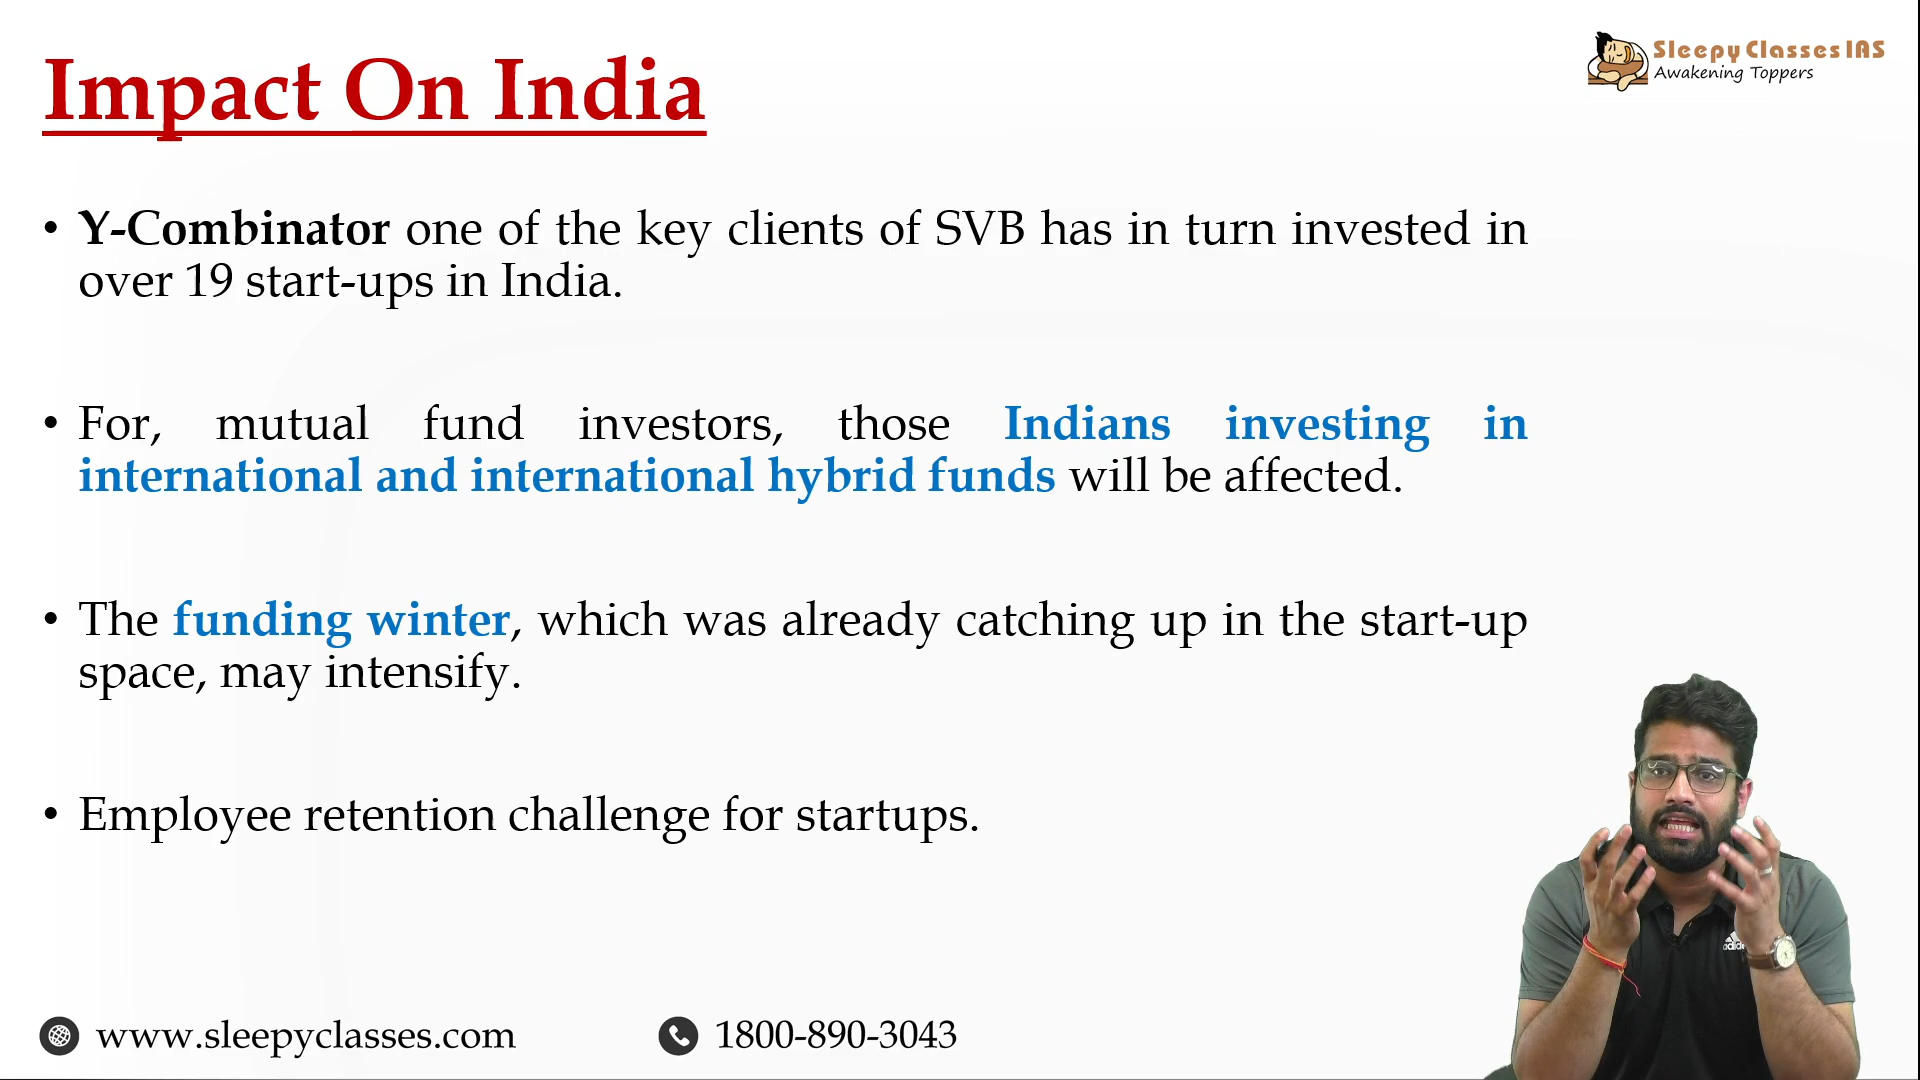 Impact On India
Sleepy Classes IAS
Awakening Toppers
• Y-Combinator one of the key clients of SVB has in turn invested in
over 19 start-ups in India.
• For, mutual fund investors, those Indians investing in
international and international hybrid funds will be affected.
• The funding winter, which was already catching up in the start-up
space, may intensify.
• Employee retention challenge for startups.
adidas
www.sleepyclasses.com
1800-890-3043